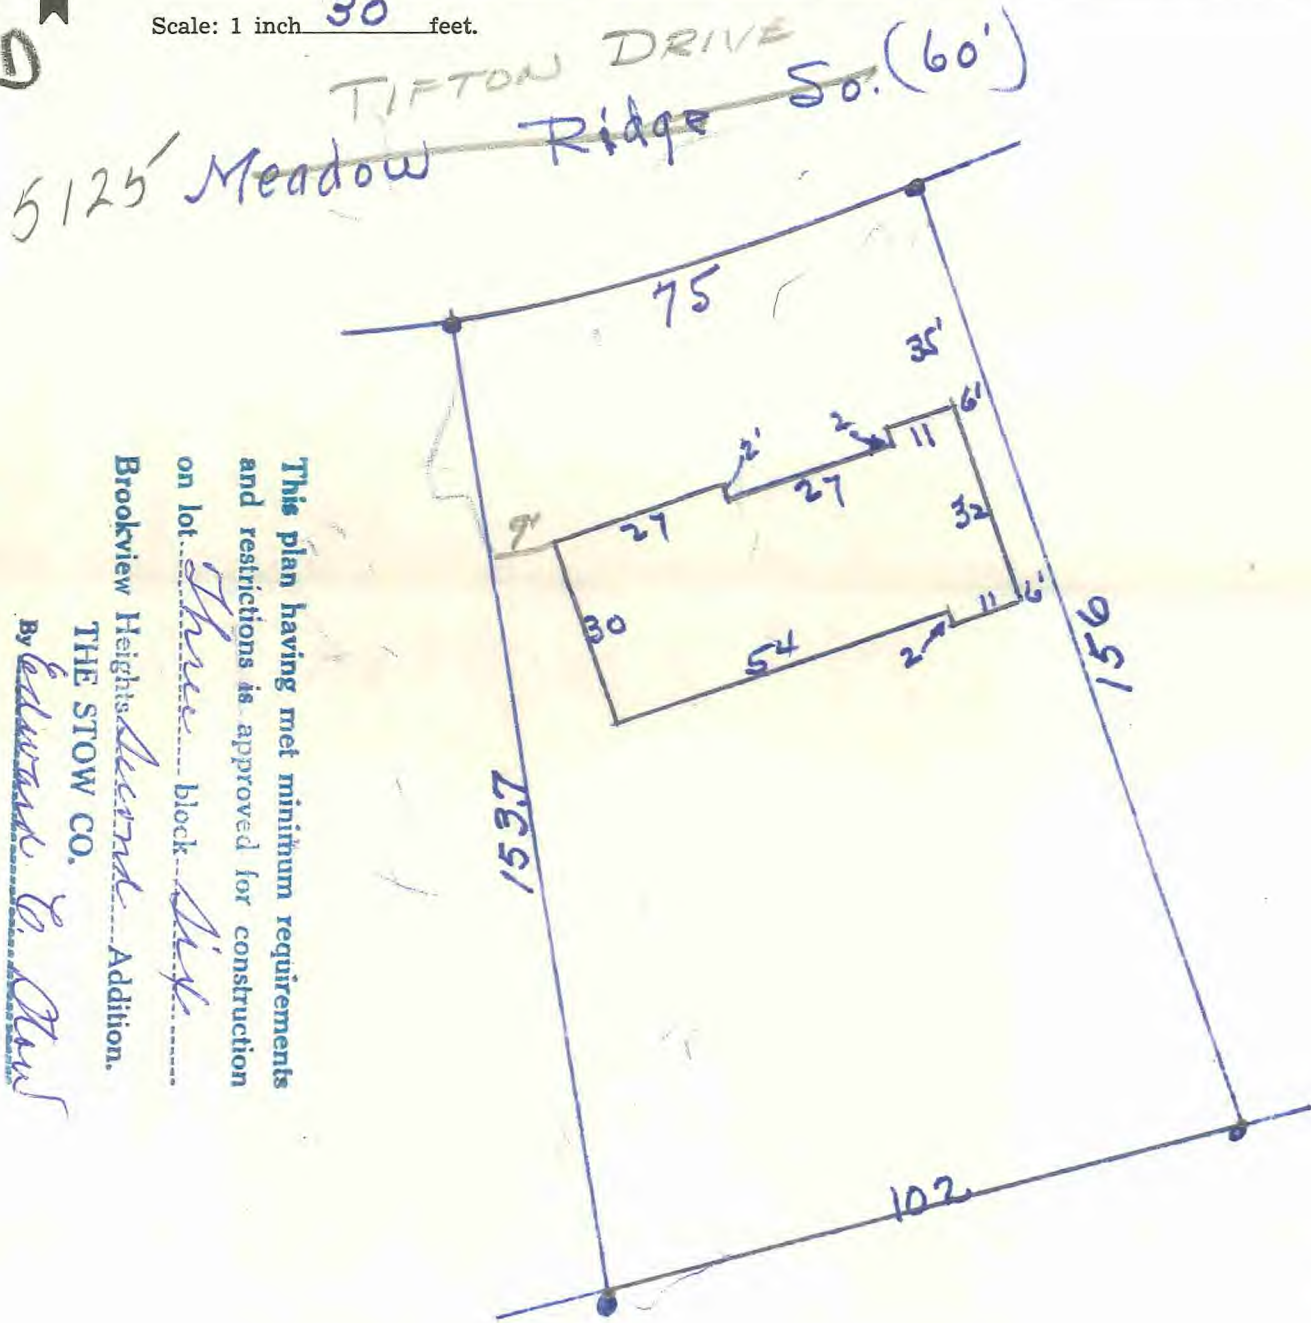 Scale: 1 inch 30 feet.
TIFTON DRIVE
5125 Meadow Ridge So. (60')
75
35'
6'
2
11
2'
27
27
9'
32
30
6'
11
2
54
156
153.7
102
This plan having met minimum requirements
and restrictions is approved for construction
on lot Three block Six
Brookview Heights Second Addition.
THE STOW CO.
By Edward C. Stow